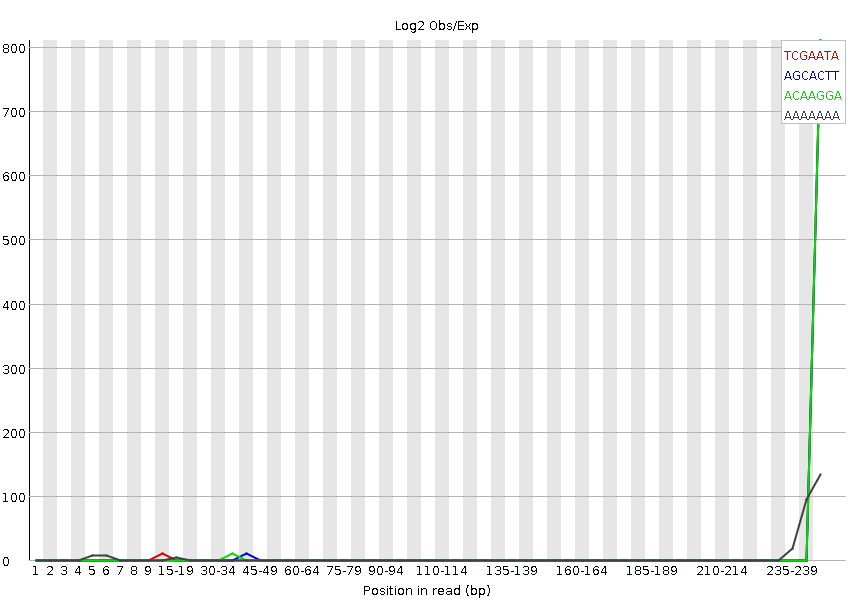 Log2 Obs/Exp
800
700
600
500
400
300
200
100
0
TCGAATA
AGCACTT
ACAAGGA
AAAAAAA
1 2 3 4 5 6 7 8 9 15-19 30-34 45-49 60-64 75-79 90-94 110-114 135-139 160-164 185-189 210-214 235-239
Position in read (bp)